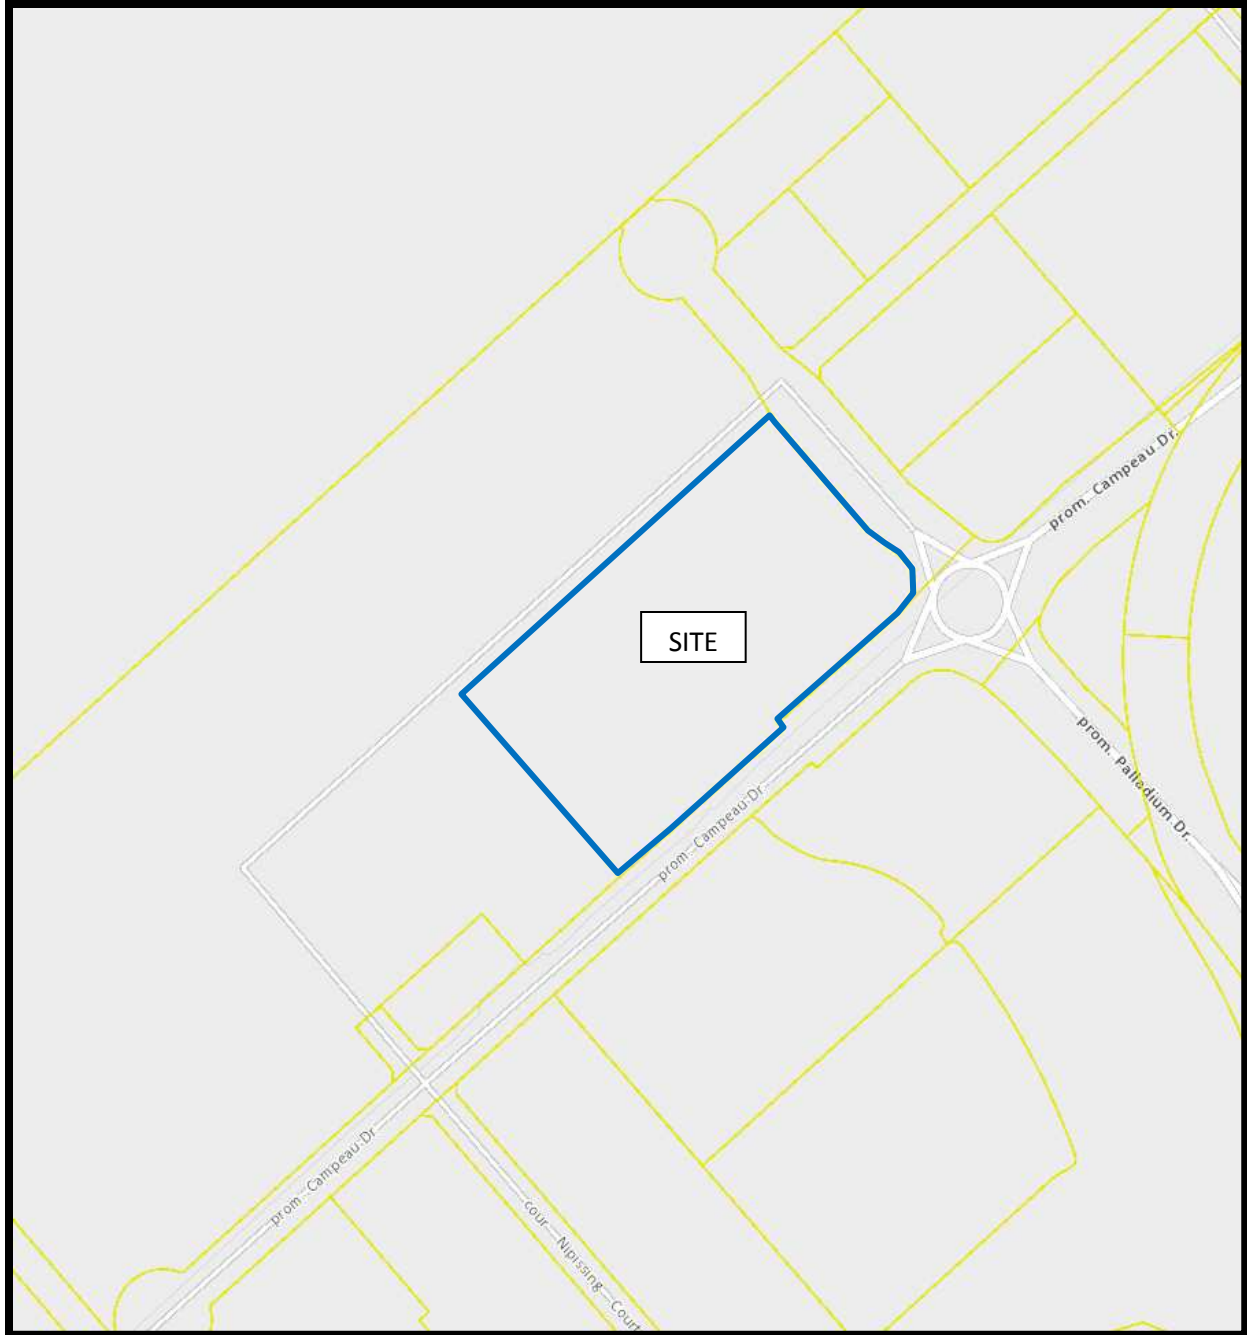 prom. Campeau Dr.
SITE
prom. Palladium Dr.
prom. Campeau Dr.
prom. Campeau Dr
cour Nipissing Court